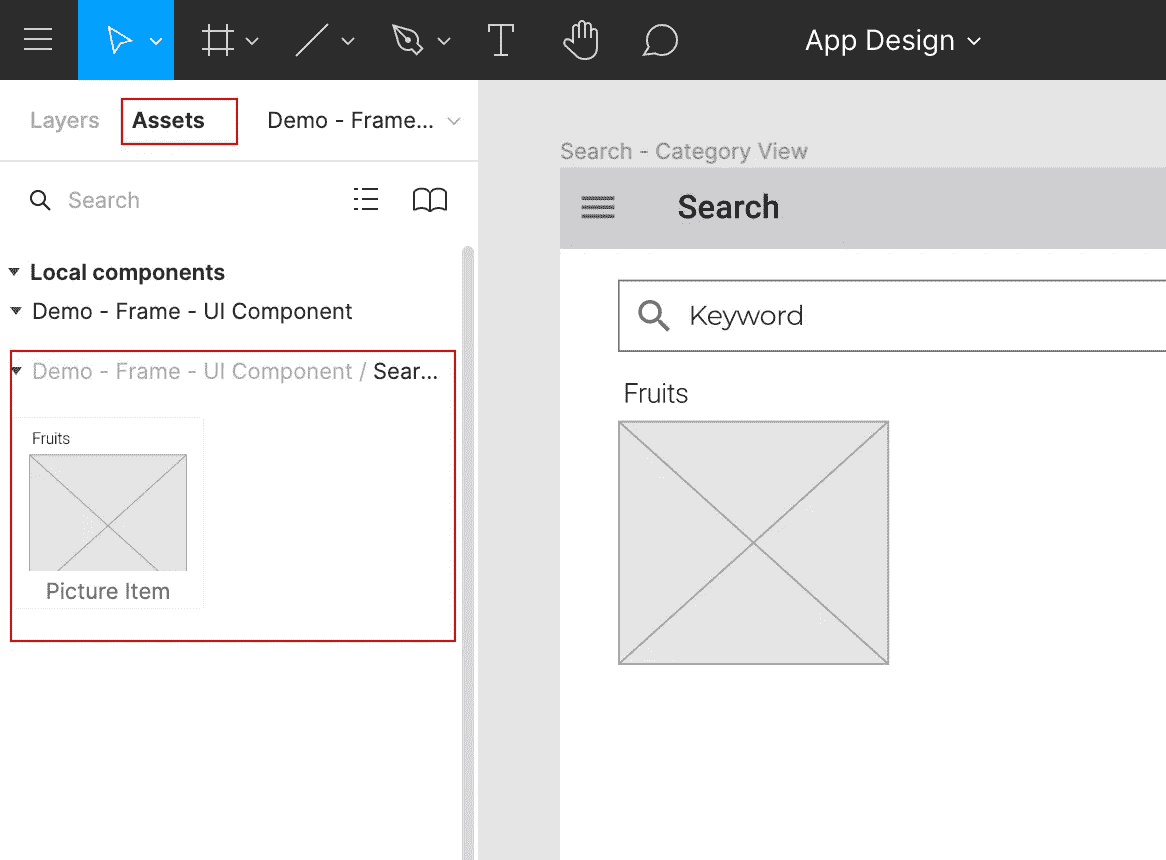 App Design
Layers Assets Demo - Frame...
Search
Local components
Demo - Frame - UI Component
Demo - Frame - UI Component / Sear...
Fruits
Picture Item
Search - Category View
Search
Keyword
Fruits